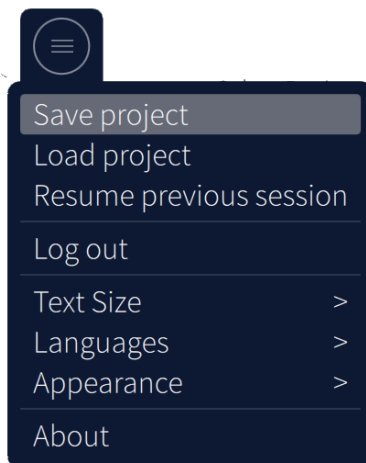 Save project
Load project
Resume previous session
Log out
Text Size >
Languages >
Appearance >
About